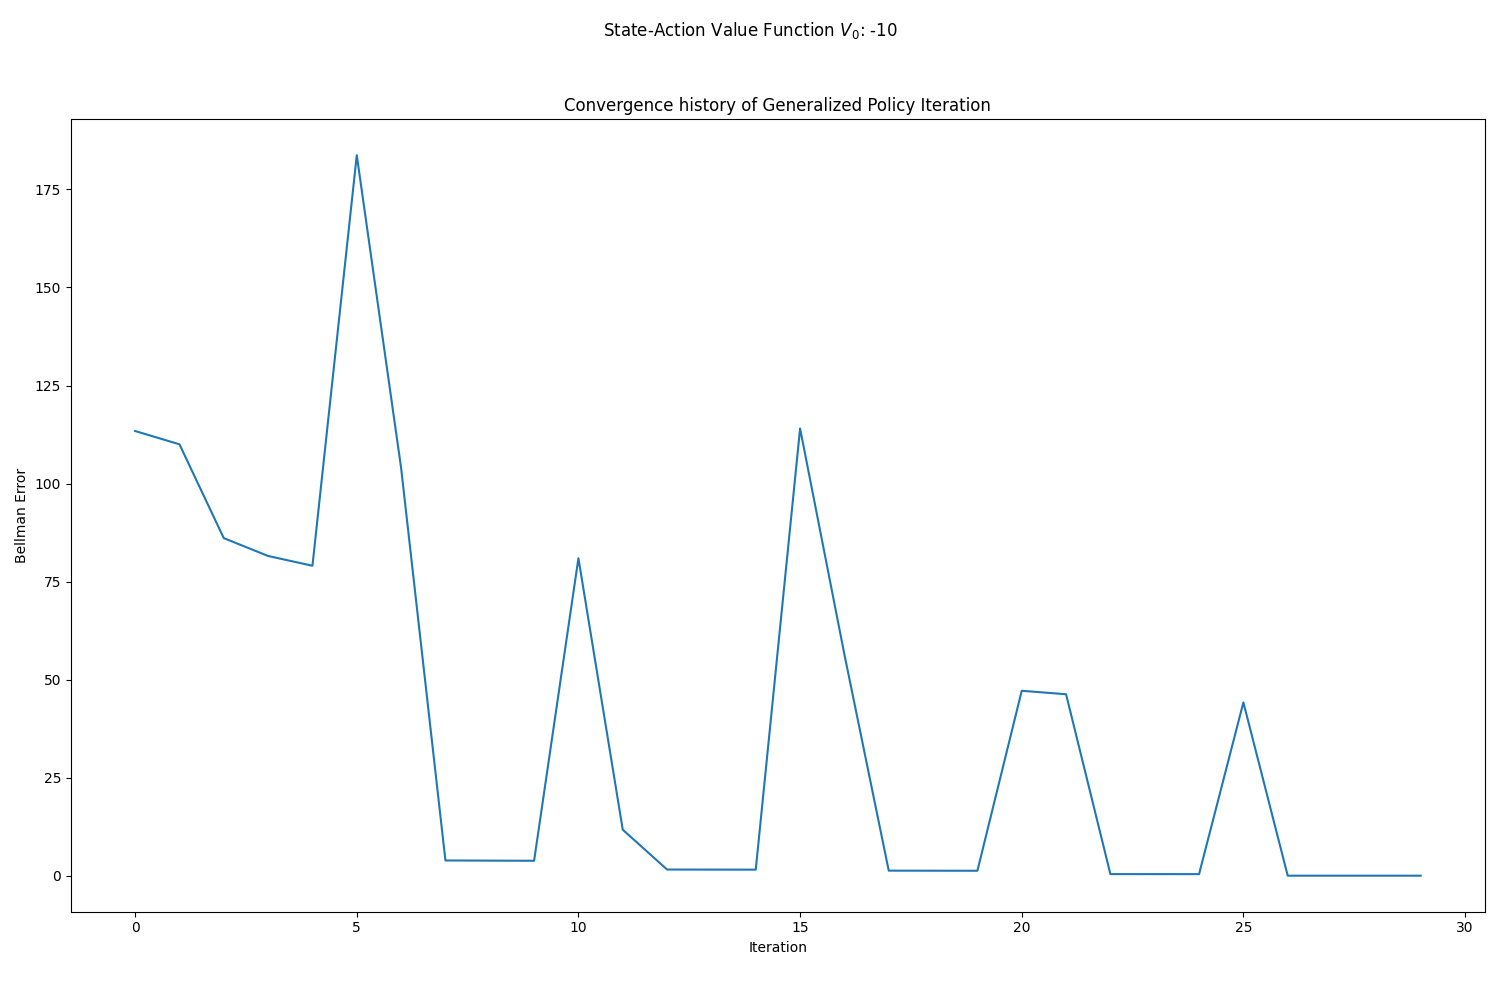 State-Action Value Function $V_0$: -10
Convergence history of Generalized Policy Iteration
175
150
125
100
75
50
25
0
Bellman Error
0 5 10 15 20 25 30
Iteration